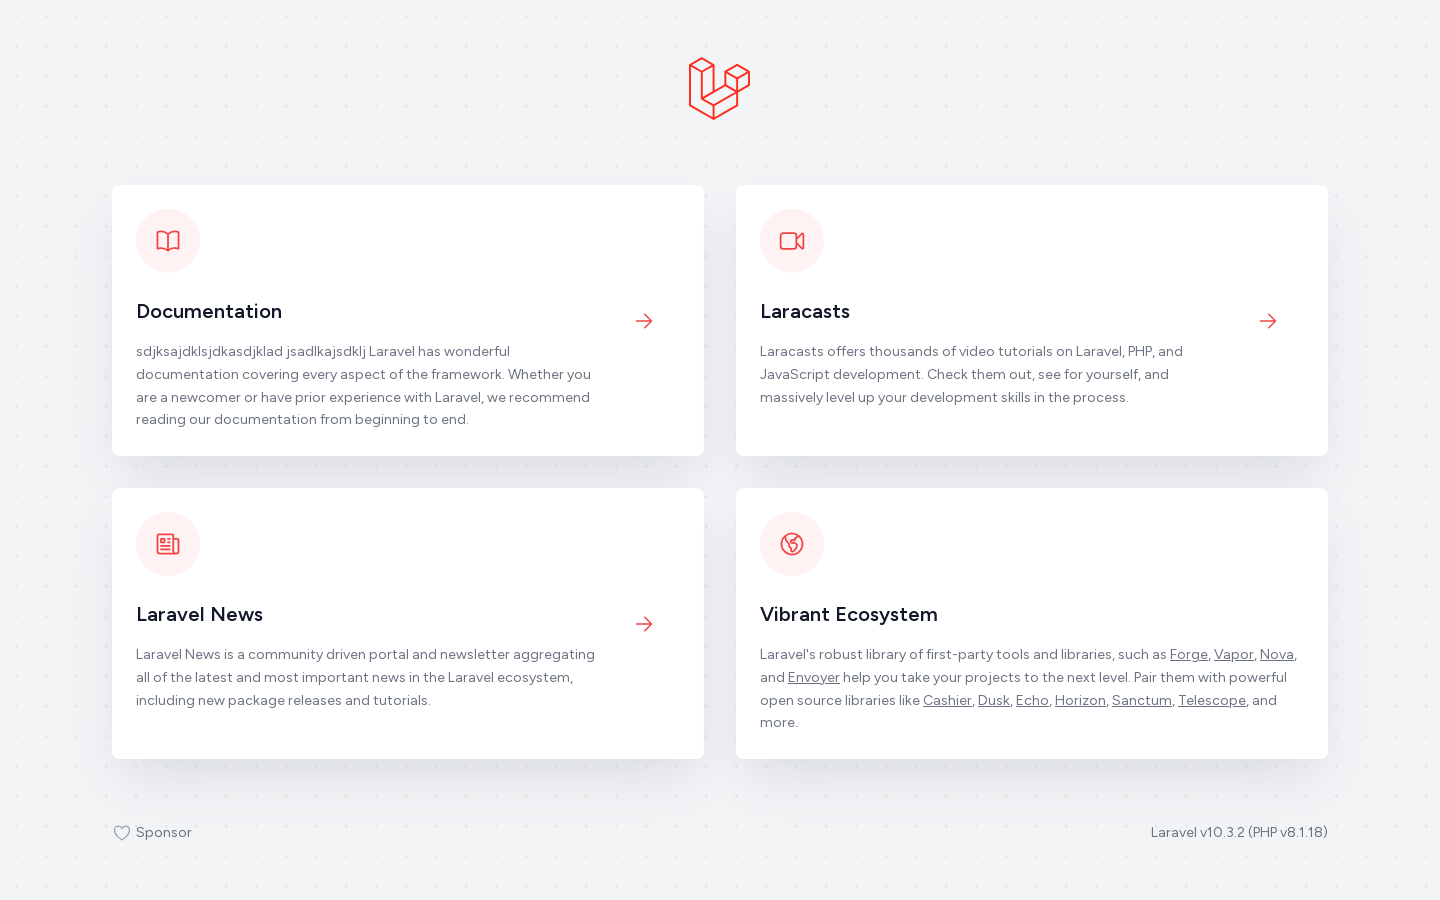 Documentation
sdjksajdklsjdkasdjklad jsadlkajsdklj Laravel has wonderful
documentation covering every aspect of the framework. Whether you
are a newcomer or have prior experience with Laravel, we recommend
reading our documentation from beginning to end.
Laracasts
Laracasts offers thousands of video tutorials on Laravel, PHP, and
JavaScript development. Check them out, see for yourself, and
massively level up your development skills in the process.
Laravel News
Laravel News is a community driven portal and newsletter aggregating
all of the latest and most important news in the Laravel ecosystem,
including new package releases and tutorials.
Vibrant Ecosystem
Laravel's robust library of first-party tools and libraries, such as Forge, Vapor, Nova,
and Envoyer help you take your projects to the next level. Pair them with powerful
open source libraries like Cashier, Dusk, Echo, Horizon, Sanctum, Telescope, and
more.
Sponsor
Laravel v10.3.2 (PHP v8.1.18)